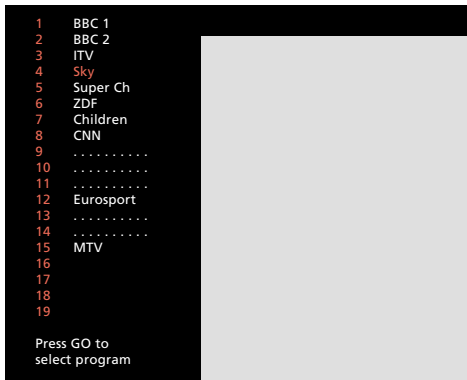 1 BBC 1
2 BBC 2
3 ITV
4 Sky
5 Super Ch
6 ZDF
7 Children
8 CNN
9 . . . . . . . . . .
10 . . . . . . . . . .
11 . . . . . . . . . .
12 Eurosport
13 . . . . . . . . . .
14 . . . . . . . . . .
15 MTV
16
17
18
19
Press GO to
select program